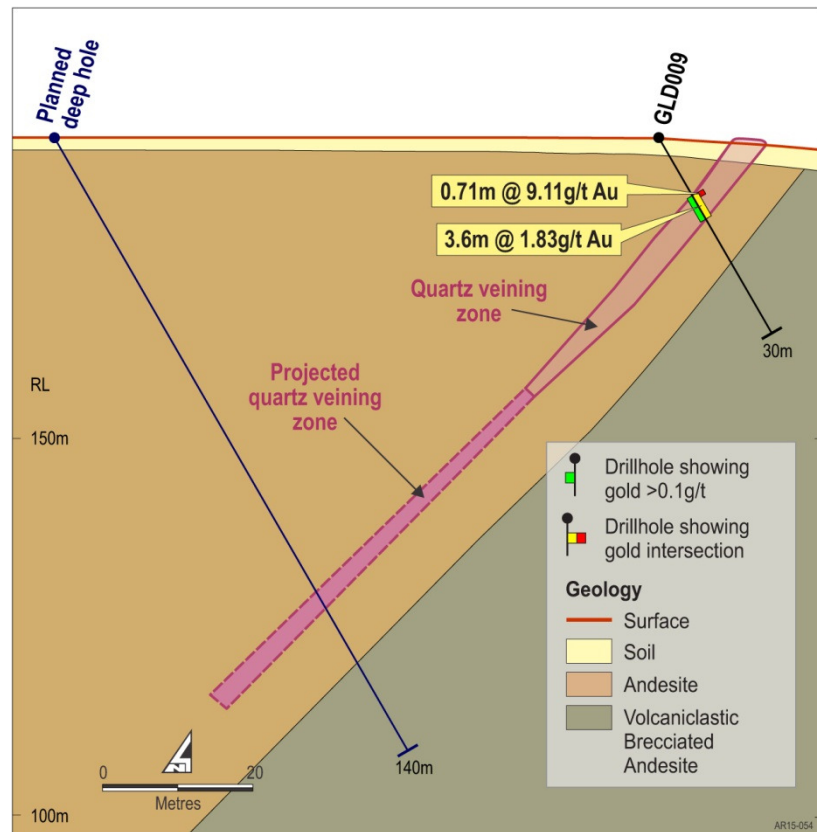 Planned
deep hole
GLD009
0.71m @ 9.11g/t Au
3.6m @ 1.83g/t Au
Quartz veining
zone
30m
Projected
quartz veining
zone
RL
150m
Drillhole showing
gold >0.1g/t
Drillhole showing
gold intersection
Geology
Surface
Soil
Andesite
Volcaniclastic
Brecciated
Andesite
N
0 20
Metres
140m
100m
AR15-054